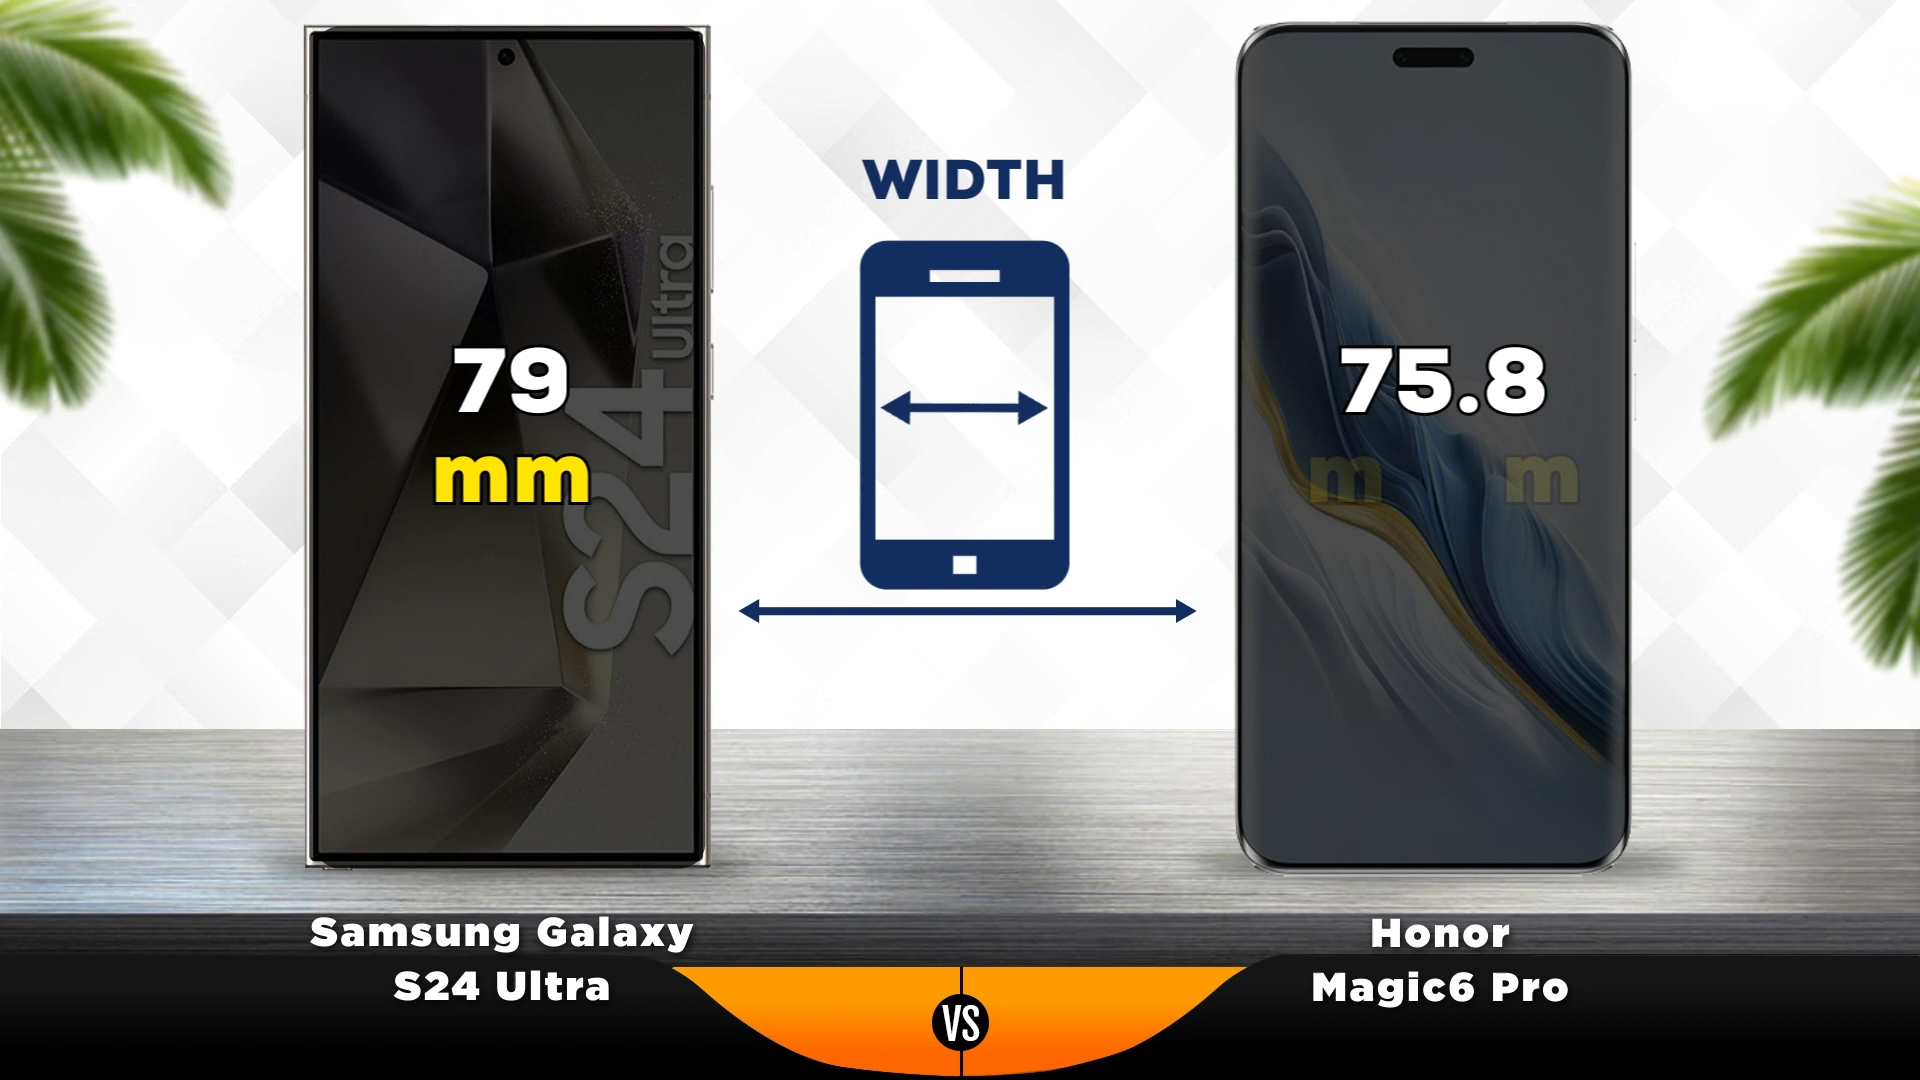 WIDTH
79
mm
S24 Ultra
75.8
m m
Samsung Galaxy
S24 Ultra
VS
Honor
Magic6 Pro